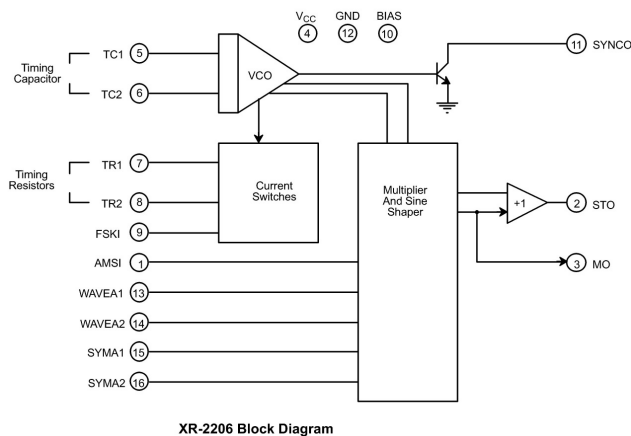 VCC GND BIAS
4 12 10
Timing
Capacitor
TC1 5
TC2 6
VCO
11 SYNCO
Timing
Resistors
TR1 7
TR2 8
FSKI 9
Current
Switches
Multiplier
And Sine
Shaper
+1
2 STO
3 MO
AMSI 1
WAVEA1 13
WAVEA2 14
SYMA1 15
SYMA2 16
XR-2206 Block Diagram